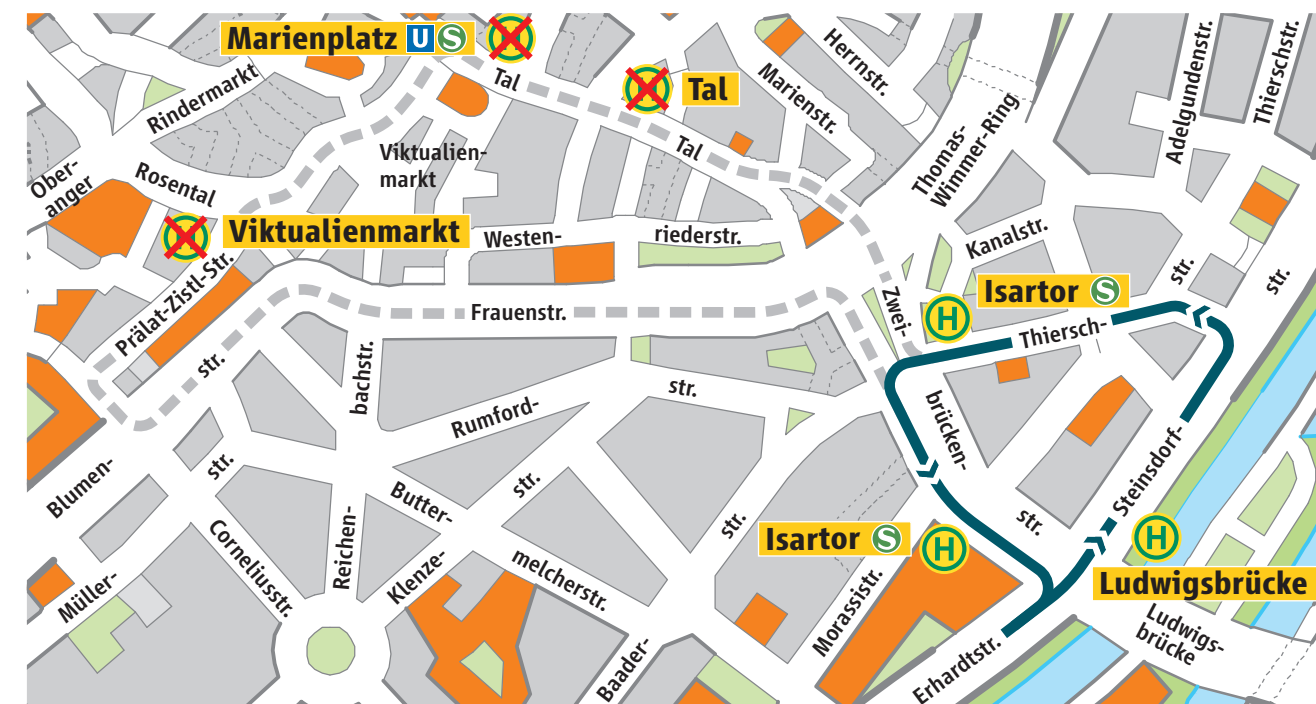 Marienplatz U S
H
H
Tal
Rindermarkt
Tal
Tal
Herrnstr.
Marienstr.
Thomas-
Wimmer-Ring
Adelgundenstr.
Thierschstr.
Ober-
anger
Rosental
Viktualien-
markt
H
Viktualienmarkt
Westen-
riederstr.
Kanalstr.
Prälat-Zistl-Str.
Frauenstr.
Zwei-
H
Isartor S
Thiersch-
str.
str.
str.
bachstr.
Rumford-
str.
brücken-
Steinsdorf-
Blumen-
str.
Butter-
str.
str.
str.
Isartor S
H
H
Ludwigsbrücke
Müller-
Corneliusstr.
Reichen-
Klenze-
melcherstr.
Baader-
Morassistr.
Erhardtstr.
Ludwigs-
brücke